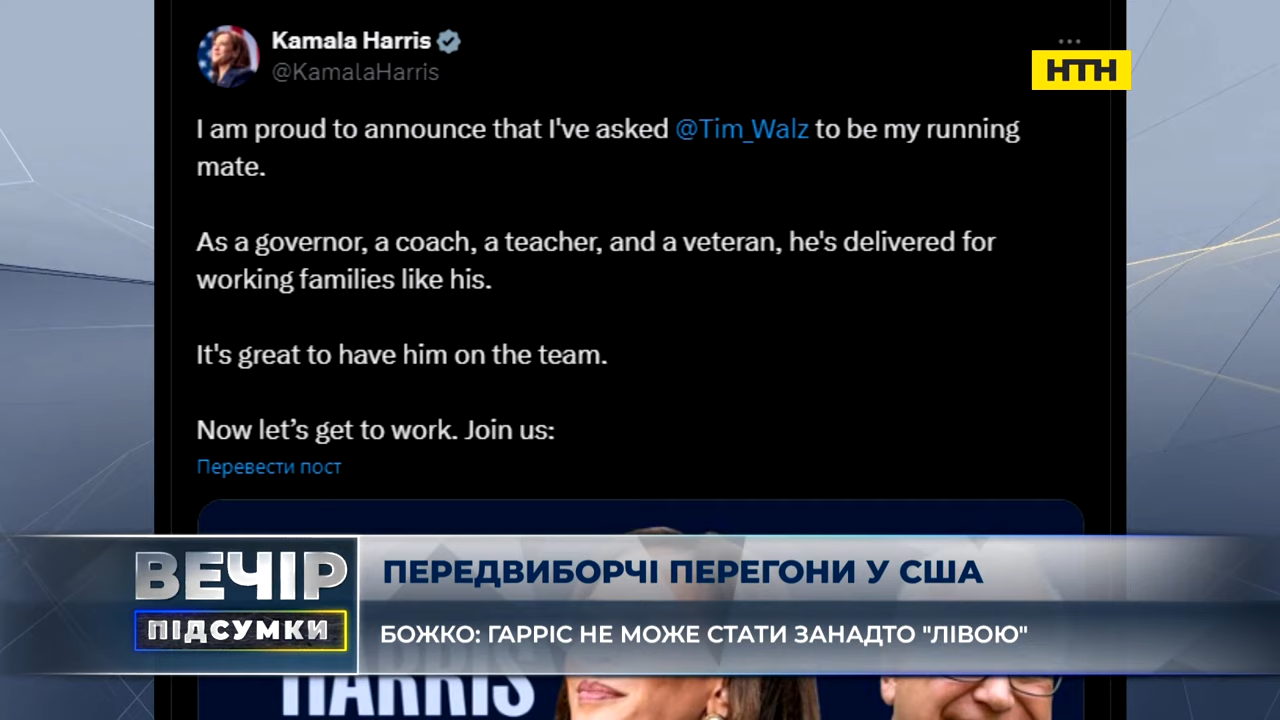 Kamala Harris
@KamalaHarris
НТН
I am proud to announce that I've asked @Tim_Walz to be my running
mate.
As a governor, a coach, a teacher, and a veteran, he's delivered for
working families like his.
It's great to have him on the team.
Now let’s get to work. Join us:
Перевести пост
ВЕЧІР
ПІДСУМКИ
ПЕРЕДВИБОРЧІ ПЕРЕГОНИ У США
БОЖКО: ГАРРІС НЕ МОЖЕ СТАТИ ЗАНАДТО "ЛІВОЮ"
HARRIS